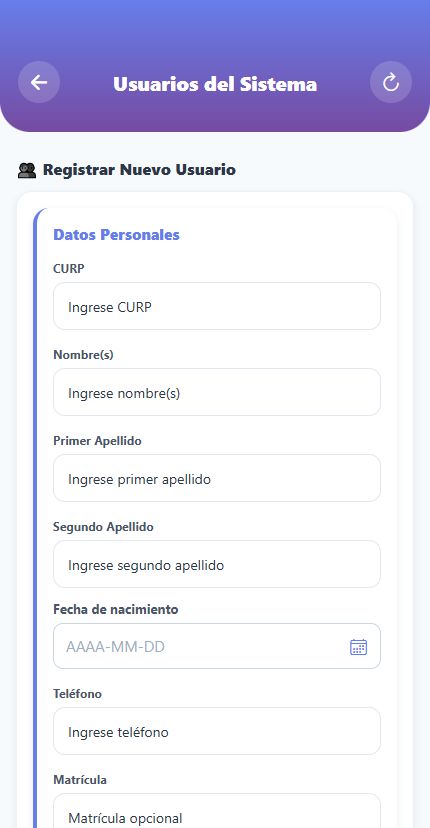 Usuarios del Sistema
Registrar Nuevo Usuario
Datos Personales
CURP
Ingrese CURP
Nombre(s)
Ingrese nombre(s)
Primer Apellido
Ingrese primer apellido
Segundo Apellido
Ingrese segundo apellido
Fecha de nacimiento
AAAA-MM-DD
Teléfono
Ingrese teléfono
Matrícula
Matrícula opcional